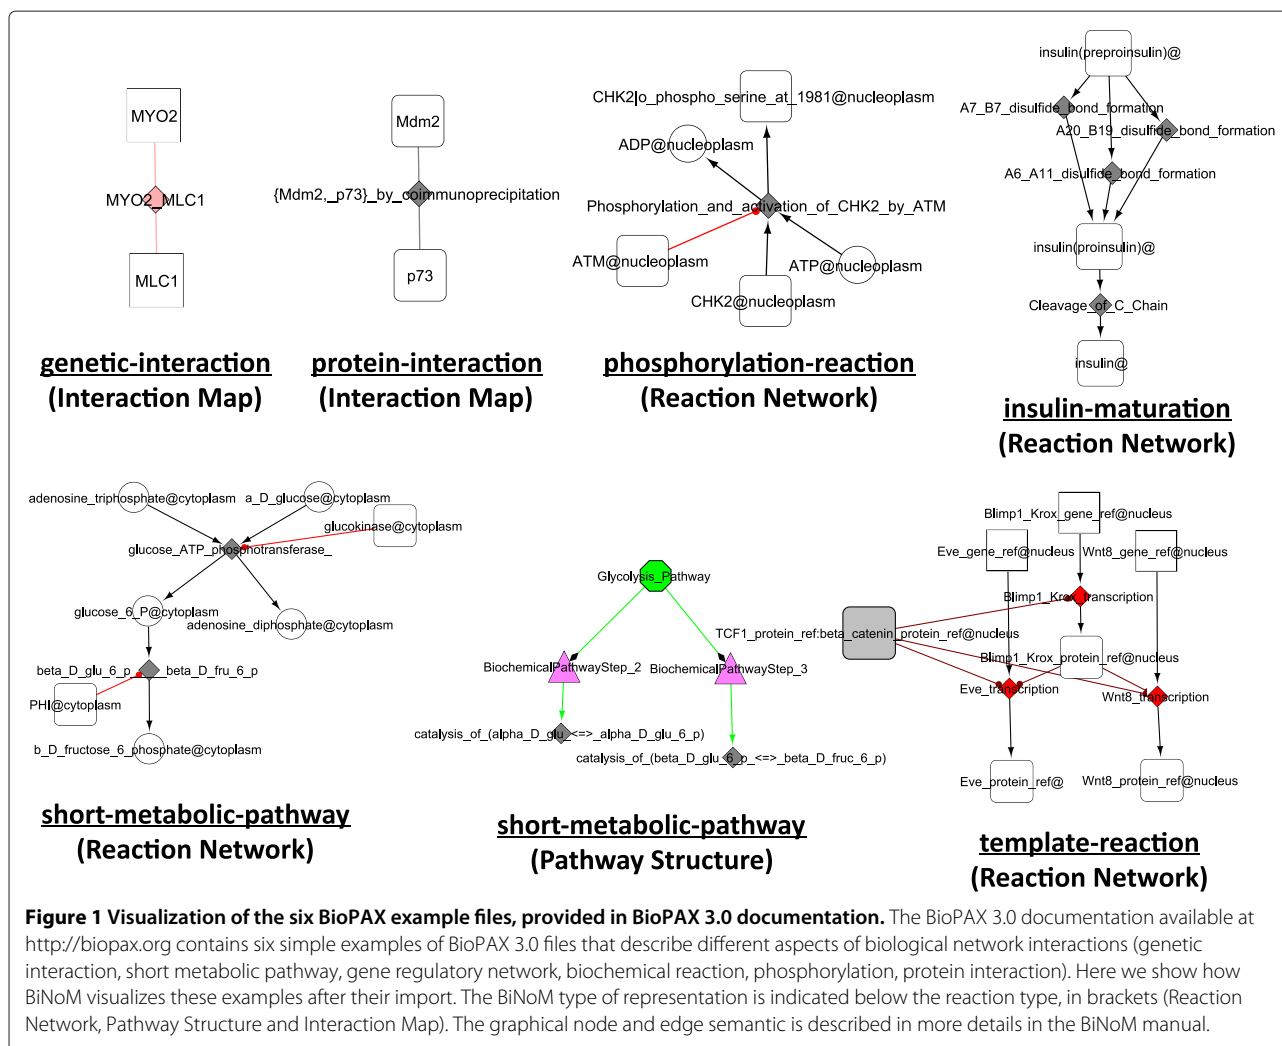 MYO2
MYO2_MLC1
MLC1
genetic-interaction
(Interaction Map)
Mdm2
{Mdm2,_p73}_by_coimmunoprecipitation
p73
protein-interaction
(Interaction Map)
CHK2|o_phospho_serine_at_1981@nucleoplasm
ADP@nucleoplasm
Phosphorylation_and_activation_of_CHK2_by_ATM
ATM@nucleoplasm
ATP@nucleoplasm
CHK2@nucleoplasm
phosphorylation-reaction
(Reaction Network)
insulin(preproinsulin)@
A7_B7_disulfide_bond_formation
A20_B19_disulfide_bond_formation
A6_A11_disulfide_bond_formation
insulin(proinsulin)@
Cleavage_of_C_Chain
insulin@
insulin-maturation
(Reaction Network)
adenosine_triphosphate@cytoplasm
a_D_glucose@cytoplasm
glucokinase@cytoplasm
glucose_ATP_phosphotransferase_
glucose_6_P@cytoplasm
adenosine_diphosphate@cytoplasm
beta_D_glu_6_p___beta_D_fru_6_p
PHI@cytoplasm
b_D_fructose_6_phosphate@cytoplasm
short-metabolic-pathway
(Reaction Network)
Glycolysis_Pathway
BiochemicalPathwayStep_2
BiochemicalPathwayStep_3
catalysis_of_(alpha_D_glu_<=>_alpha_D_glu_6_p)
catalysis_of_(beta_D_glu_6_p_<=>_beta_D_fruc_6_p)
short-metabolic-pathway
(Pathway Structure)
Blimp1_Krox_gene_ref@nucleus
Eve_gene_ref@nucleus
Wnt8_gene_ref@nucleus
Blimp1_Krox_transcription
TCF1_protein_ref:beta_catenin_protein_ref@nucleus
Blimp1_Krox_protein_ref@nucleus
Eve_transcription
Wnt8_transcription
Eve_protein_ref@
Wnt8_protein_ref@nucleus
template-reaction
(Reaction Network)
Figure 1 Visualization of the six BioPAX example files, provided in BioPAX 3.0 documentation. The BioPAX 3.0 documentation available at
http://biopax.org contains six simple examples of BioPAX 3.0 files that describe different aspects of biological network interactions (genetic
interaction, short metabolic pathway, gene regulatory network, biochemical reaction, phosphorylation, protein interaction). Here we show how
BiNoM visualizes these examples after their import. The BiNoM type of representation is indicated below the reaction type, in brackets (Reaction
Network, Pathway Structure and Interaction Map). The graphical node and edge semantic is described in more details in the BiNoM manual.